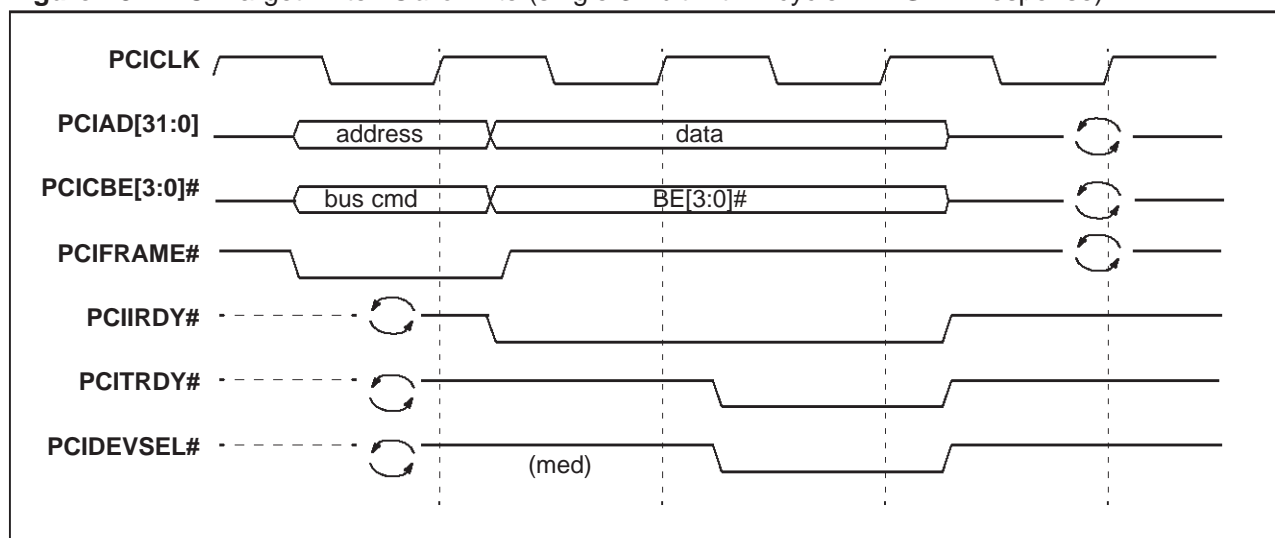 PCICLK
PCIAD[31:0]
address
data
PCICBE[3:0]#
bus cmd
BE[3:0]#
PCIFRAME#
PCIIRDY#
PCITRDY#
PCIDEVSEL#
(med)